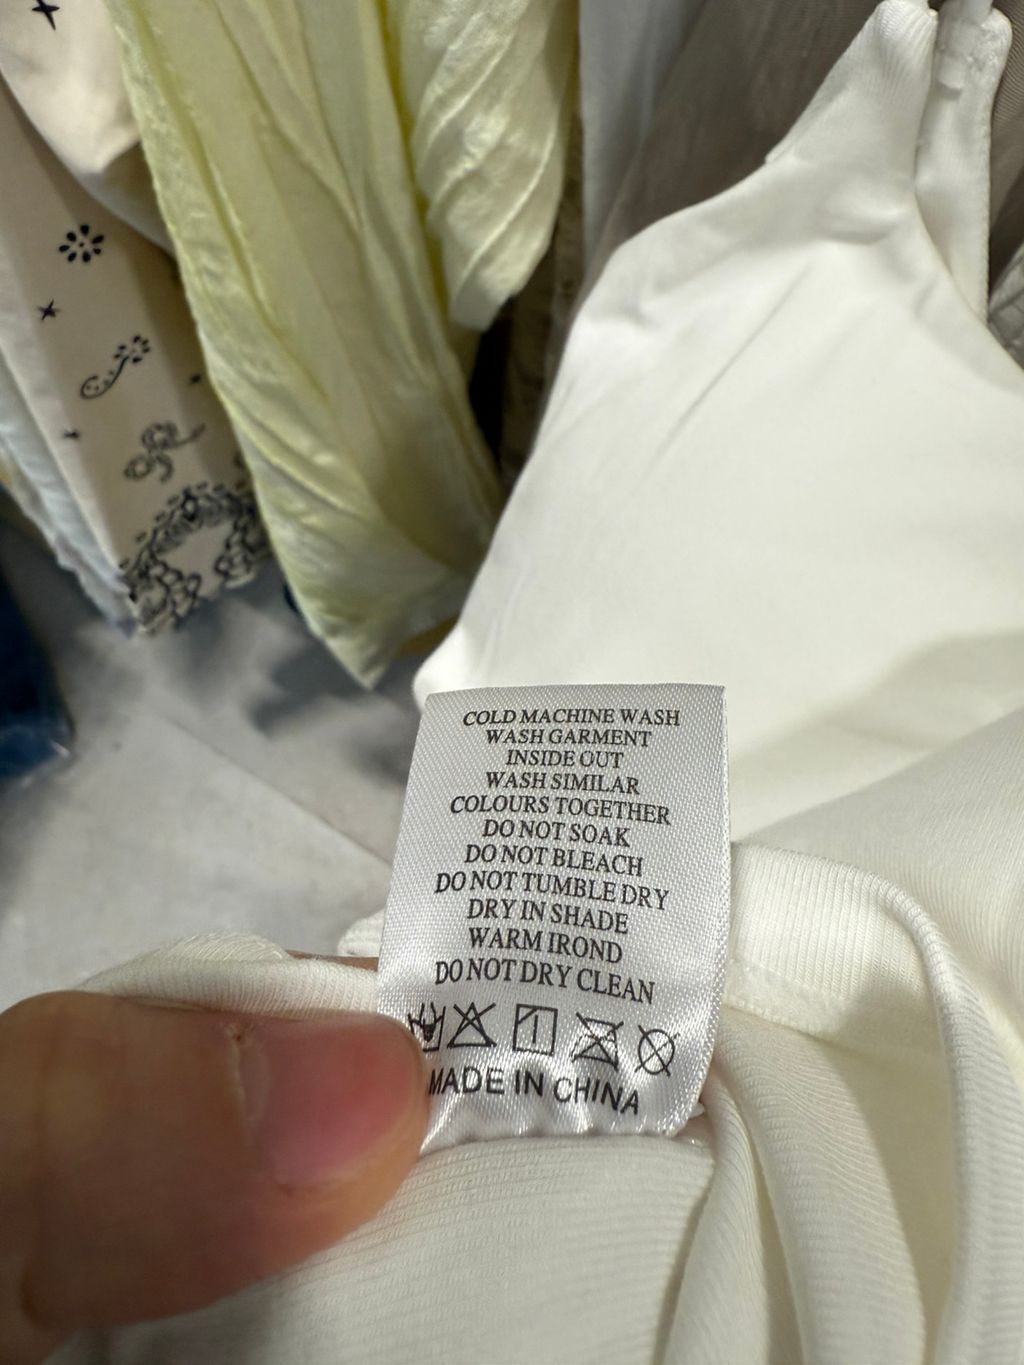 COLD MACHINE WASH
WASH GARMENT
INSIDE OUT
WASH SIMILAR
COLOURS TOGETHER
DO NOT SOAK
DO NOT BLEACH
DO NOT TUMBLE DRY
DRY IN SHADE
WARM IROND
DO NOT DRY CLEAN
MADE IN CHINA